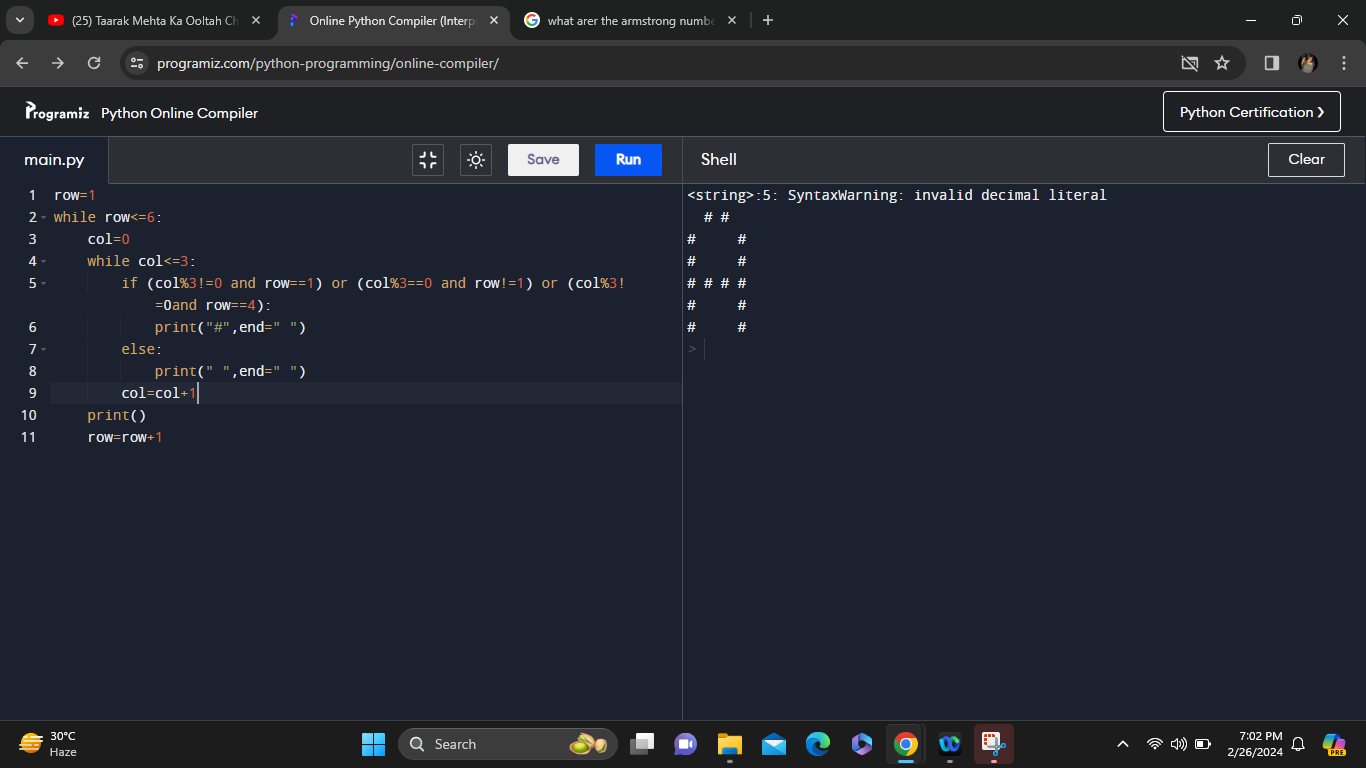 (25) Taarak Mehta Ka Ooltah Ch
Online Python Compiler (Interp
what arer the armstrong numbe
programiz.com/python-programming/online-compiler/
Programiz Python Online Compiler
Python Certification
main.py
Save
Run
Shell
Clear
1 row=1
2 while row<=6:
3     col=0
4     while col<=3:
5         if (col%3!=0 and row==1) or (col%3==0 and row!=1) or (col%3!
            =0and row==4):
6             print("#",end=" ")
7         else:
8             print(" ",end=" ")
9         col=col+1
10     print()
11     row=row+1
<string>:5: SyntaxWarning: invalid decimal literal
  # #
#     #
#     #
# # # #
#     #
#     #
>
30°C
Haze
Search
7:02 PM
2/26/2024
PRE